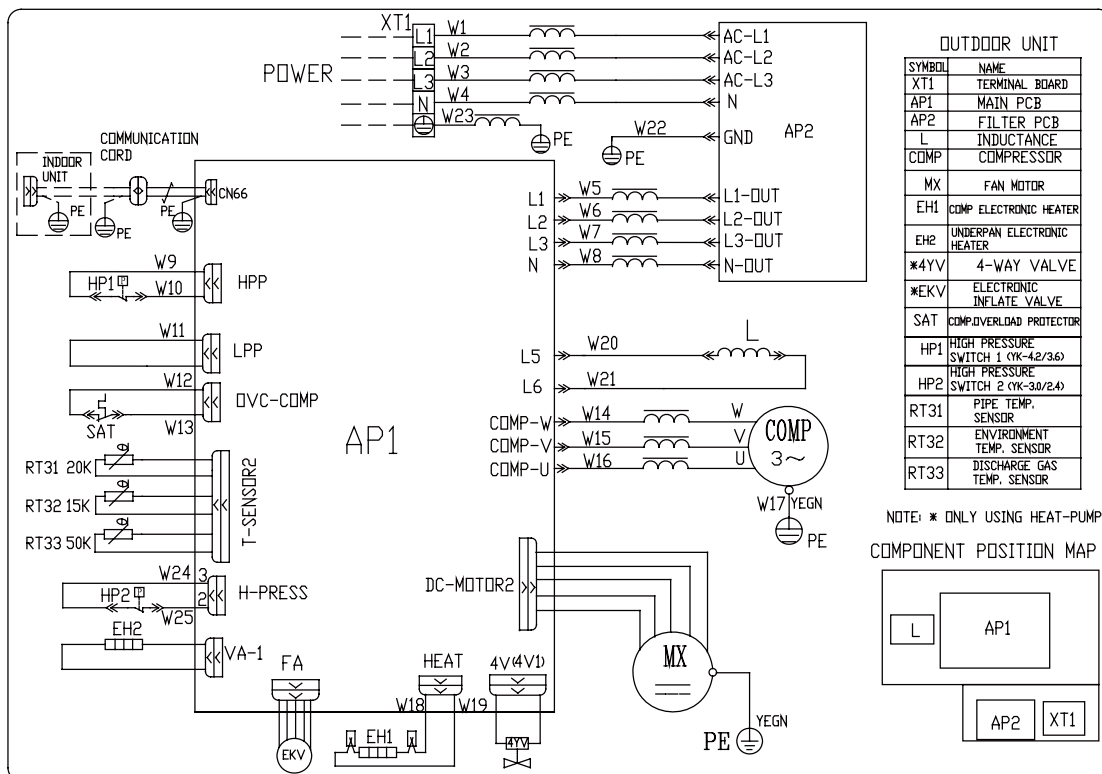 XT1
POWER
L1 W1 AC-L1
L2 W2 AC-L2
L3 W3 AC-L3
N W4 N
W23 PE
W22 GND
PE
AP2
COMMUNICATION
CORD
INDOOR
UNIT
PE
PE
PE
CN66
L1 W5 L1-OUT
L2 W6 L2-OUT
L3 W7 L3-OUT
N W8 N-OUT
W9
HP1 P W10
HPP
W11
LPP
W12
OVC-COMP
SAT
W13
AP1
L5 W20 L
L6 W21
COMP-W W14 W
COMP-V W15 V
COMP-U W16 U
COMP
3~
W17 YEGN
PE
RT31 20K θ
RT32 15K θ
RT33 50K θ
T-SENSOR2
W24 3
HP2 P 2
W25
H-PRESS
EH2
VA-1
DC-MOTOR2
MX
YEGN
PE
FA
EKV
HEAT
W18 W19
EH1
4V(4V1)
4YV
OUTDOOR UNIT
SYMBOL NAME
XT1 TERMINAL BOARD
AP1 MAIN PCB
AP2 FILTER PCB
L INDUCTANCE
COMP COMPRESSOR
MX FAN MOTOR
EH1 COMP ELECTRONIC HEATER
EH2 UNDERPAN ELECTRONIC
HEATER
*4YV 4-WAY VALVE
*EKV ELECTRONIC
INFLATE VALVE
SAT COMP.OVERLOAD PROTECTOR
HP1 HIGH PRESSURE
SWITCH 1 (YK-4.2/3.6)
HP2 HIGH PRESSURE
SWITCH 2 (YK-3.0/2.4)
RT31 PIPE TEMP.
SENSOR
RT32 ENVIRONMENT
TEMP. SENSOR
RT33 DISCHARGE GAS
TEMP. SENSOR
NOTE: * ONLY USING HEAT-PUMP
COMPONENT POSITION MAP
L AP1
AP2 XT1